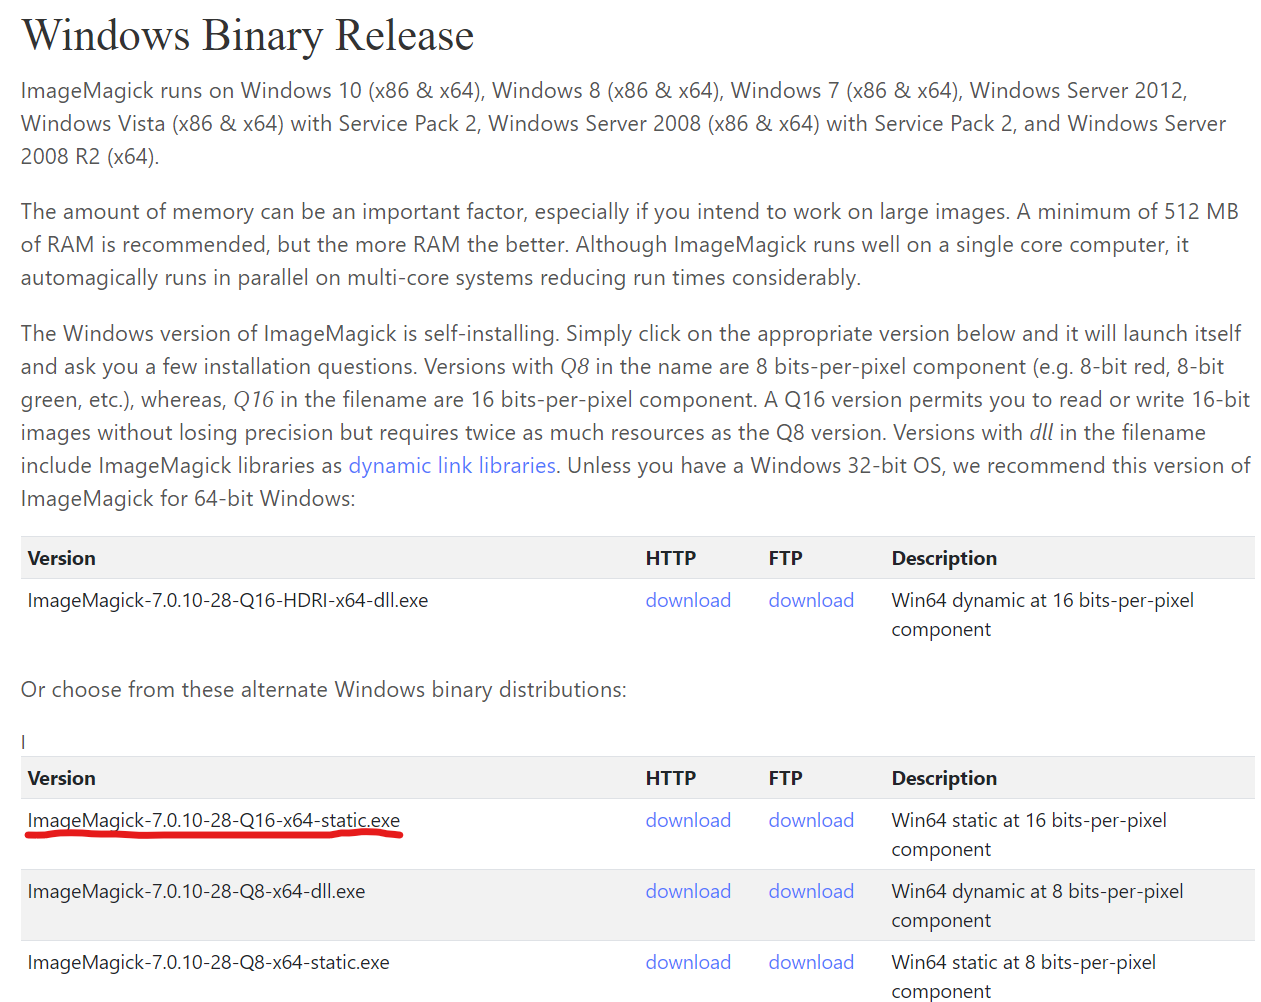 Windows Binary Release
ImageMagick runs on Windows 10 (x86 & x64), Windows 8 (x86 & x64), Windows 7 (x86 & x64), Windows Server 2012,
Windows Vista (x86 & x64) with Service Pack 2, Windows Server 2008 (x86 & x64) with Service Pack 2, and Windows Server
2008 R2 (x64).
The amount of memory can be an important factor, especially if you intend to work on large images. A minimum of 512 MB
of RAM is recommended, but the more RAM the better. Although ImageMagick runs well on a single core computer, it
automagically runs in parallel on multi-core systems reducing run times considerably.
The Windows version of ImageMagick is self-installing. Simply click on the appropriate version below and it will launch itself
and ask you a few installation questions. Versions with Q8 in the name are 8 bits-per-pixel component (e.g. 8-bit red, 8-bit
green, etc.), whereas, Q16 in the filename are 16 bits-per-pixel component. A Q16 version permits you to read or write 16-bit
images without losing precision but requires twice as much resources as the Q8 version. Versions with dll in the filename
include ImageMagick libraries as dynamic link libraries. Unless you have a Windows 32-bit OS, we recommend this version of
ImageMagick for 64-bit Windows:
Version HTTP FTP Description
ImageMagick-7.0.10-28-Q16-HDRI-x64-dll.exe download download Win64 dynamic at 16 bits-per-pixel
component
Or choose from these alternate Windows binary distributions:
l
Version HTTP FTP Description
ImageMagick-7.0.10-28-Q16-x64-static.exe download download Win64 static at 16 bits-per-pixel
component
ImageMagick-7.0.10-28-Q8-x64-dll.exe download download Win64 dynamic at 8 bits-per-pixel
component
ImageMagick-7.0.10-28-Q8-x64-static.exe download download Win64 static at 8 bits-per-pixel
component